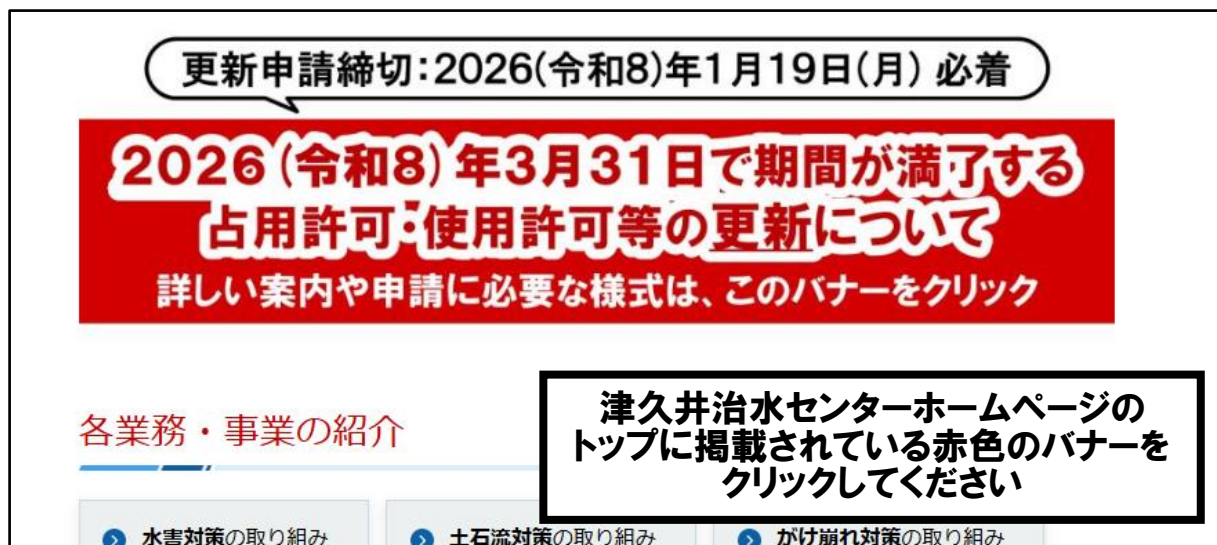 更新申請締切:2026(令和8)年1月19日(月) 必着
2026(令和8)年3月31日で期間が満了する
占用許可・使用許可等の更新について
詳しい案内や申請に必要な様式は、このバナーをクリック
各業務・事業の紹介
津久井治水センターホームページの
トップに掲載されている赤色のバナーを
クリックしてください
水害対策の取り組み
土石流対策の取り組み
がけ崩れ対策の取り組み